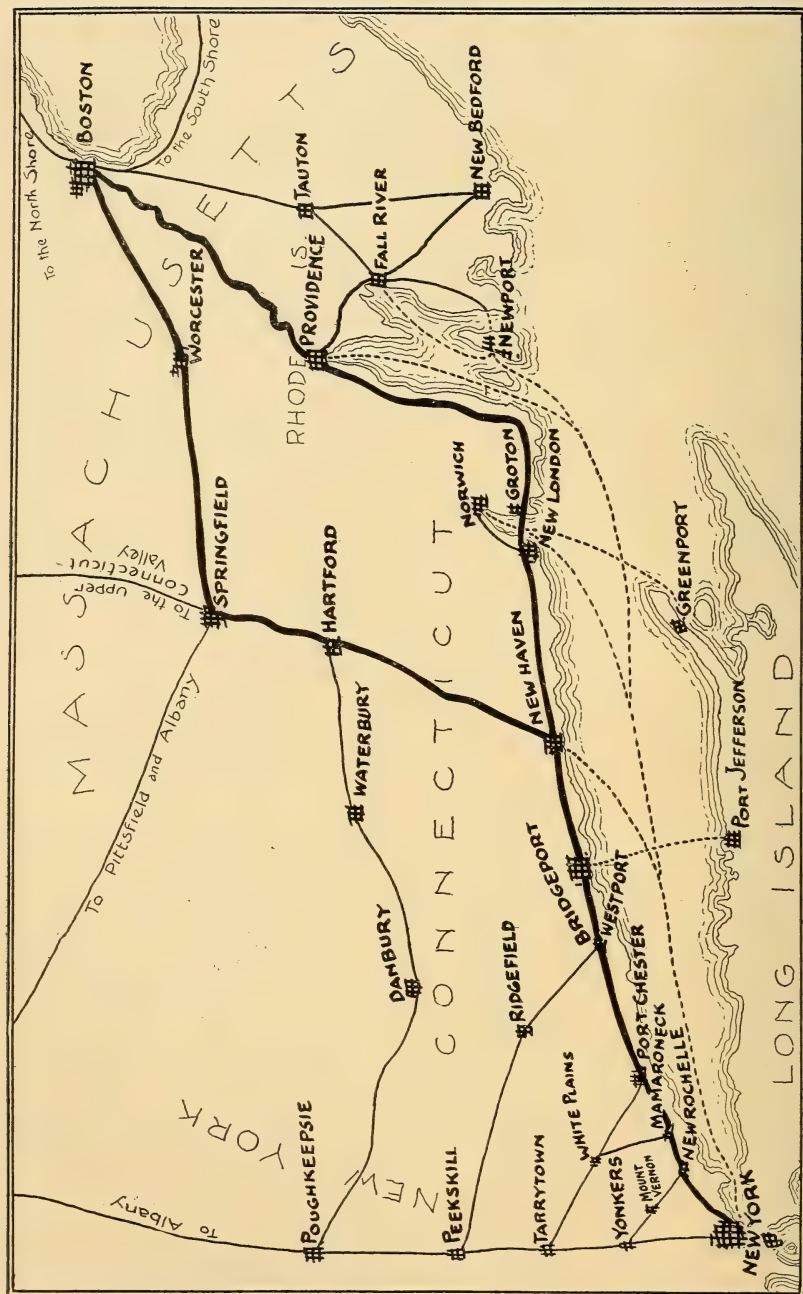 To the North Shore
BOSTON
To the South Shore
MASSACHUSETTS
WORCESTER
TAUTON
PROVIDENCE
RHODE IS
FALL RIVER
NEW BEDFORD
NEWPORT
SPRINGFIELD
To the Upper
Connecticut
Valley
To Pittsfield and Albany
HARTFORD
WATERBURY
CONNECTICUT
NORWICH
GROTON
NEW LONDON
NEW HAVEN
GREENPORT
DANBURY
BRIDGEPORT
WESTPORT
PORT JEFFERSON
RIDGEFIELD
NEW YORK
To Albany
POUGHKEEPSIE
PEEKSKILL
TARRYTOWN
WHITE PLAINS
PORT CHESTER
MAMARONECK
NEW ROCHELLE
YONKERS
MOUNT
VERNON
NEW YORK
LONG ISLAND